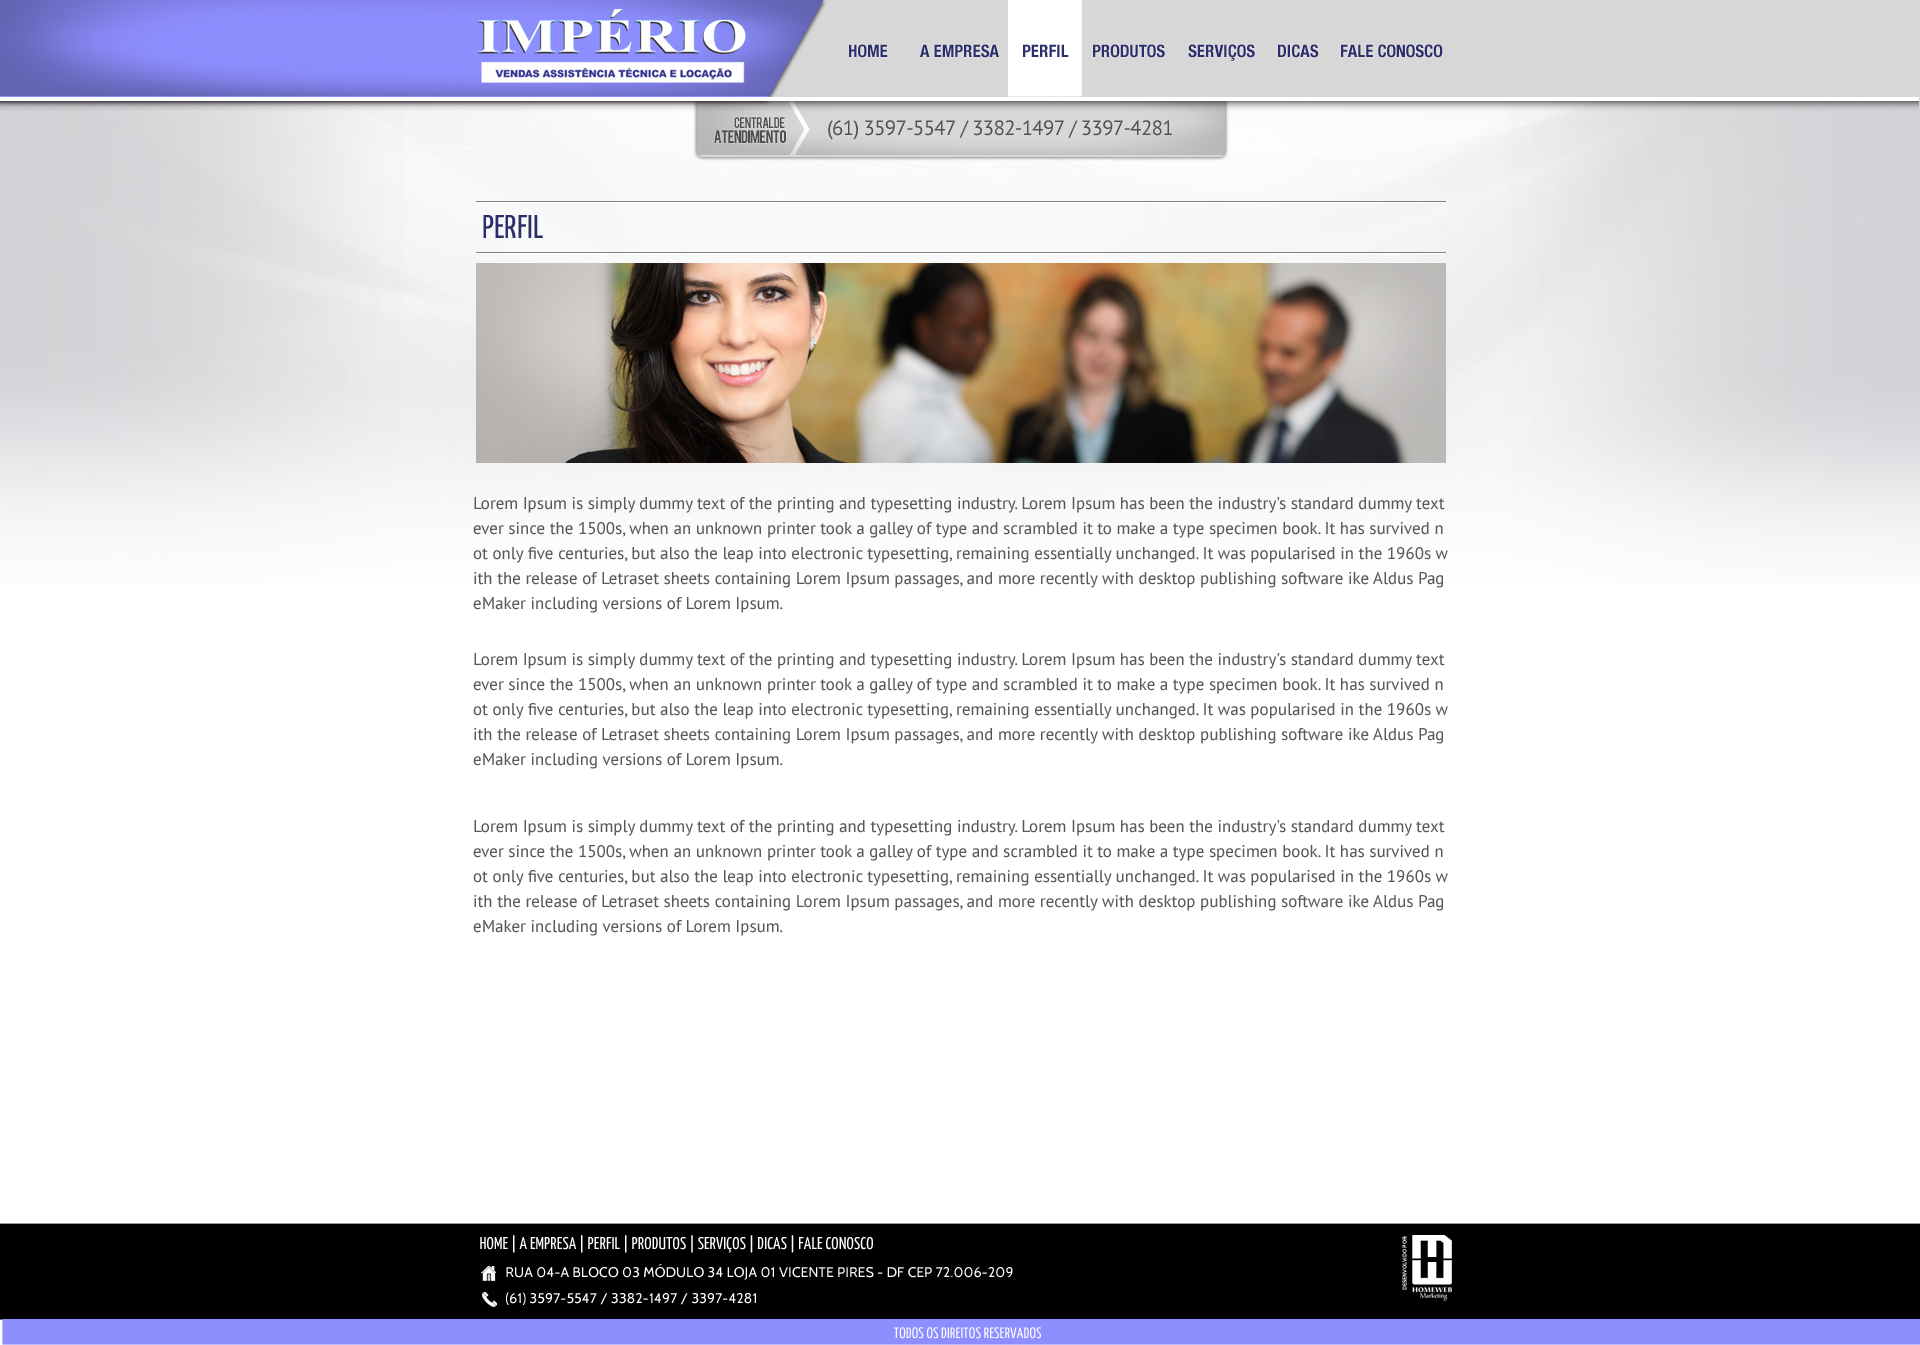 IMPÉRIO
VENDAS ASSISTÊNCIA TÉCNICA E LOCAÇÃO
HOME A EMPRESA PERFIL PRODUTOS SERVIÇOS DICAS FALE CONOSCO
CENTRALDE
ATENDIMENTO
(61) 3597-5547 / 3382-1497 / 3397-4281
PERFIL
Lorem Ipsum is simply dummy text of the printing and typesetting industry. Lorem Ipsum has been the industry's standard dummy text
ever since the 1500s, when an unknown printer took a galley of type and scrambled it to make a type specimen book. It has survived n
ot only five centuries, but also the leap into electronic typesetting, remaining essentially unchanged. It was popularised in the 1960s w
ith the release of Letraset sheets containing Lorem Ipsum passages, and more recently with desktop publishing software ike Aldus Pag
eMaker including versions of Lorem Ipsum.
Lorem Ipsum is simply dummy text of the printing and typesetting industry. Lorem Ipsum has been the industry's standard dummy text
ever since the 1500s, when an unknown printer took a galley of type and scrambled it to make a type specimen book. It has survived n
ot only five centuries, but also the leap into electronic typesetting, remaining essentially unchanged. It was popularised in the 1960s w
ith the release of Letraset sheets containing Lorem Ipsum passages, and more recently with desktop publishing software ike Aldus Pag
eMaker including versions of Lorem Ipsum.
Lorem Ipsum is simply dummy text of the printing and typesetting industry. Lorem Ipsum has been the industry's standard dummy text
ever since the 1500s, when an unknown printer took a galley of type and scrambled it to make a type specimen book. It has survived n
ot only five centuries, but also the leap into electronic typesetting, remaining essentially unchanged. It was popularised in the 1960s w
ith the release of Letraset sheets containing Lorem Ipsum passages, and more recently with desktop publishing software ike Aldus Pag
eMaker including versions of Lorem Ipsum.
HOME | A EMPRESA | PERFIL | PRODUTOS | SERVIÇOS | DICAS | FALE CONOSCO
RUA 04-A BLOCO 03 MÓDULO 34 LOJA 01 VICENTE PIRES - DF CEP 72.006-209
(61) 3597-5547 / 3382-1497 / 3397-4281
DESENVOLVIDO POR
HOMEWEB
Marketing
TODOS OS DIREITOS RESERVADOS